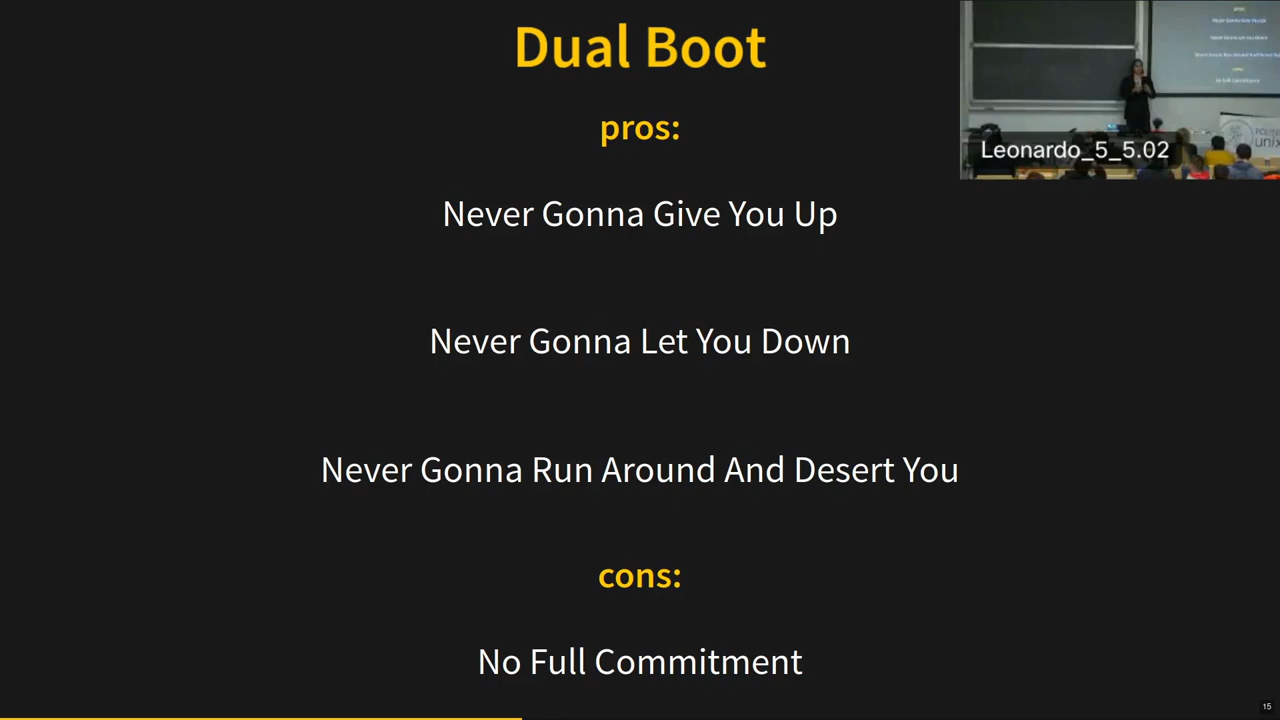 Dual Boot
pros:
Never Gonna Give You Up
Never Gonna Let You Down
Never Gonna Run Around And Desert You
cons:
No Full Commitment
Leonardo_5_5.02
15